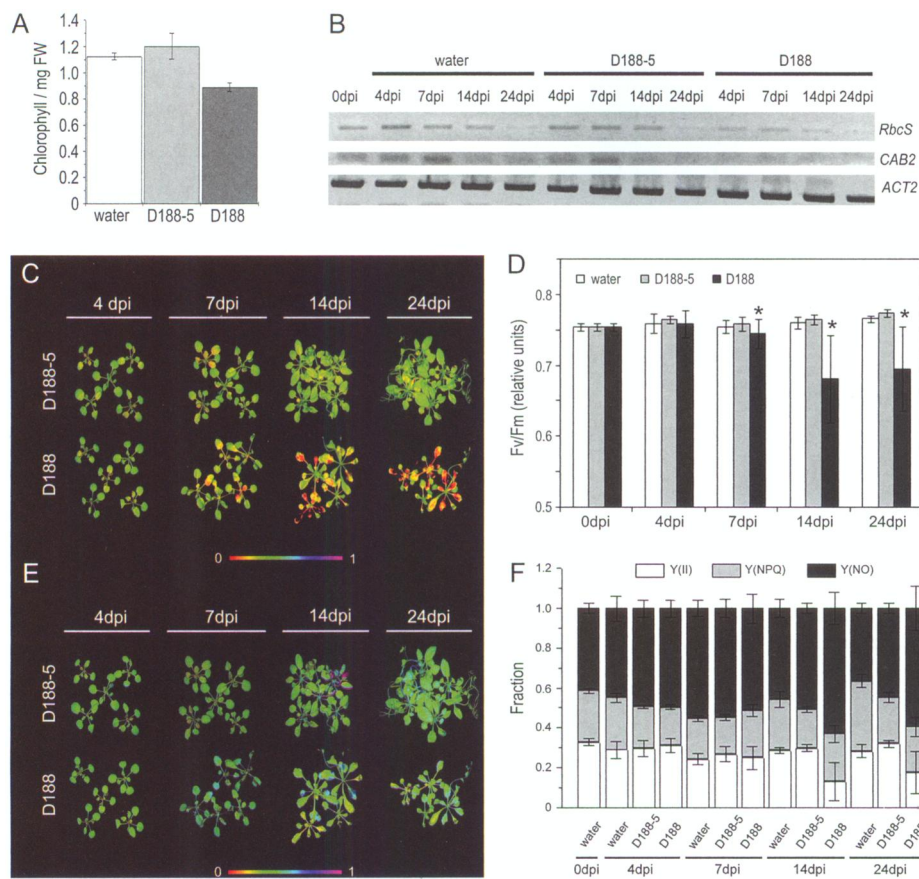 A
Chlorophyll / mg FW
1.4
1.2
1.0
0.8
0.6
0.4
0.2
0
water D188-5 D188
B
water D188-5 D188
0dpi 4dpi 7dpi 14dpi 24dpi 4dpi 7dpi 14dpi 24dpi 4dpi 7dpi 14dpi 24dpi
RbcS
CAB2
ACT2
C
4 dpi 7dpi 14dpi 24dpi
D188-5
D188
0 1
D
water D188-5 D188
Fv/Fm (relative units)
0.8
0.7
0.6
0.5
* * *
0dpi 4dpi 7dpi 14dpi 24dpi
E
4dpi 7dpi 14dpi 24dpi
D188-5
D188
0 1
F
Y(II) Y(NPQ) Y(NO)
Fraction
1.2
1.0
0.8
0.6
0.4
0.2
0
water water D188-5 D188 water D188-5 D188 water D188-5 D188 water D188-5 D188
0dpi 4dpi 7dpi 14dpi 24dpi